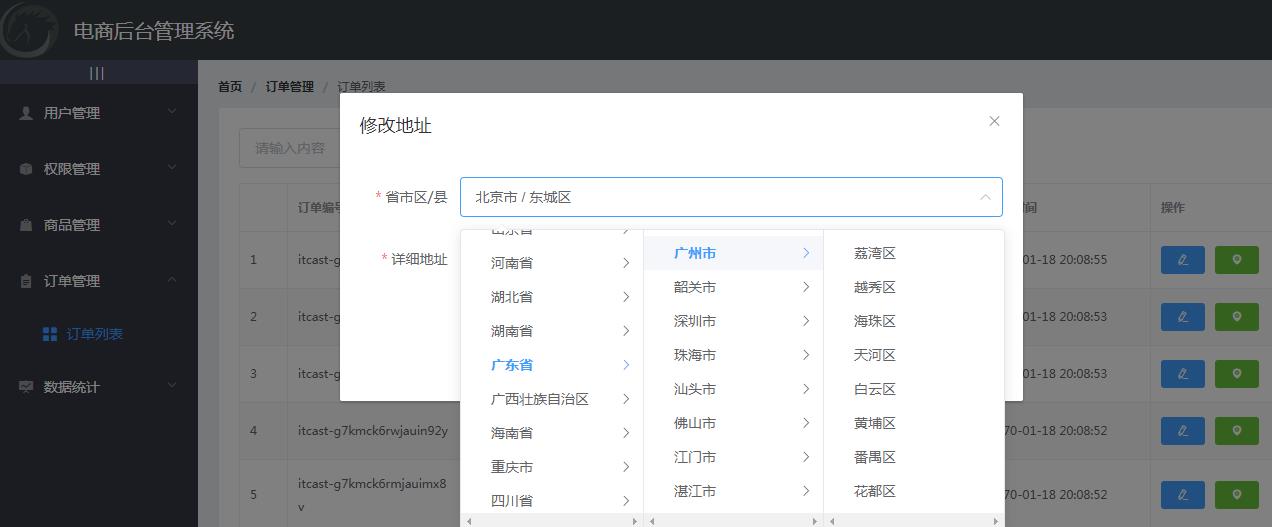 电商后台管理系统
|||
用户管理
权限管理
商品管理
订单管理
订单列表
数据统计
首页 / 订单管理 / 订单列表
请输入内容
订单编号
操作
1
itcast-g
01-18 20:08:55
2
itcast-g
01-18 20:08:53
3
itcast-g
01-18 20:08:53
4
itcast-g7kmck6rwjauin92y
70-01-18 20:08:52
5
itcast-g7kmck6rmjauimx8
v
70-01-18 20:08:52
修改地址
* 省市区/县
北京市 / 东城区
* 详细地址
山东省
河南省
湖北省
湖南省
广东省
广西壮族自治区
海南省
重庆市
四川省
广州市
韶关市
深圳市
珠海市
汕头市
佛山市
江门市
湛江市
荔湾区
越秀区
海珠区
天河区
白云区
黄埔区
番禺区
花都区